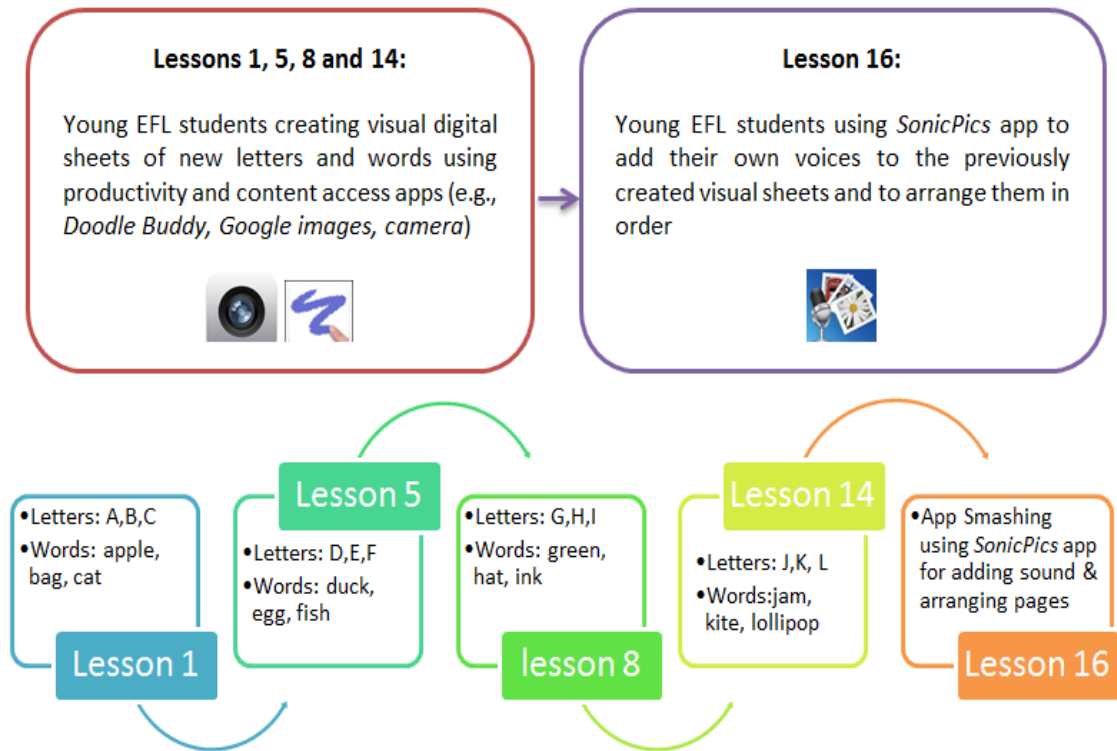 Lessons 1, 5, 8 and 14:
Young EFL students creating visual digital
sheets of new letters and words using
productivity and content access apps (e.g.,
Doodle Buddy, Google images, camera)
Lesson 16:
Young EFL students using SonicPics app to
add their own voices to the previously
created visual sheets and to arrange them in
order
•Letters: A,B,C
•Words: apple,
bag, cat
Lesson 1
Lesson 5
•Letters: D,E,F
•Words: duck,
egg, fish
•Letters: G,H,I
•Words: green,
hat, ink
lesson 8
Lesson 14
•Letters: J,K, L
•Words:jam,
kite, lollipop
•App Smashing
using SonicPics app
for adding sound &
arranging pages
Lesson 16